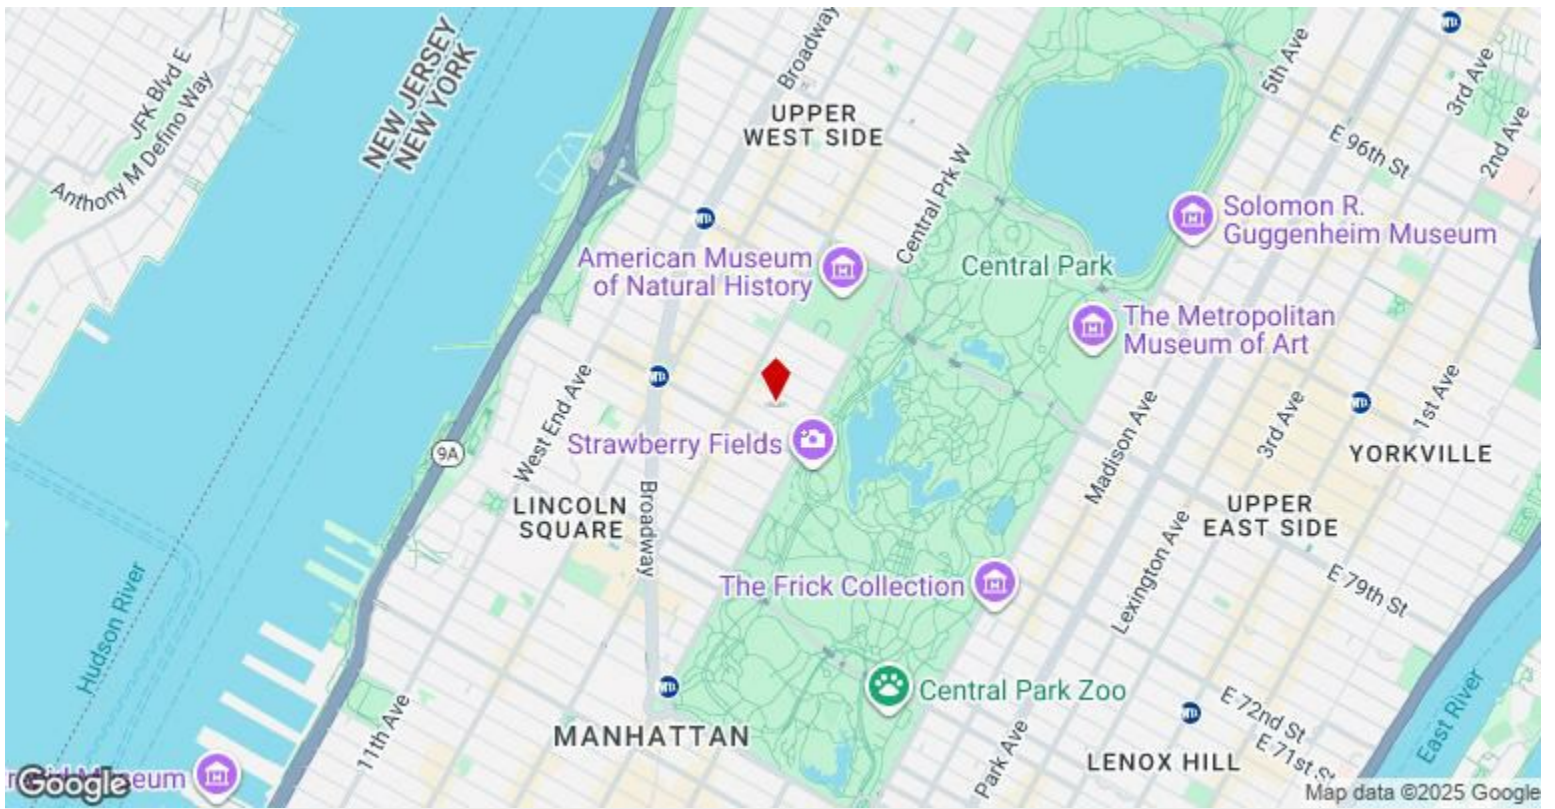 JFK Blvd E
Anthony M Defino Way
NEW JERSEY
NEW YORK
Broadway
UPPER
WEST SIDE
5th Ave
3rd Ave
2nd Ave
E 96th St
Central Prk W
Solomon R.
Guggenheim Museum
American Museum
of Natural History
Central Park
The Metropolitan
Museum of Art
West End Ave
Strawberry Fields
9A
Madison Ave
3rd Ave
1st Ave
YORKVILLE
LINCOLN
SQUARE
Broadway
UPPER
EAST SIDE
Lexington Ave
E 79th St
The Frick Collection
Hudson River
Central Park Zoo
11th Ave
MANHATTAN
Park Ave
E 72nd St
E 71st St
East River
LENOX HILL
Museum
Google
Map data ©2025 Google